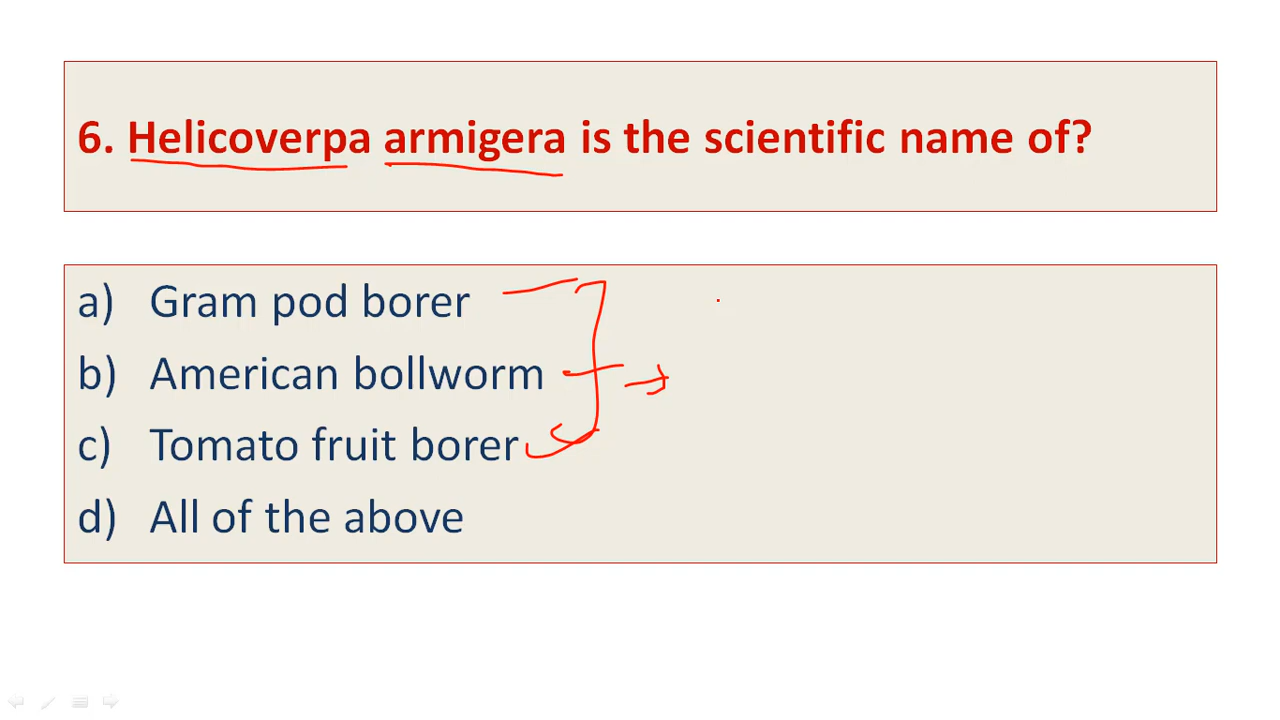 6. Helicoverpa armigera is the scientific name of?
a) Gram pod borer
b) American bollworm
c) Tomato fruit borer
d) All of the above